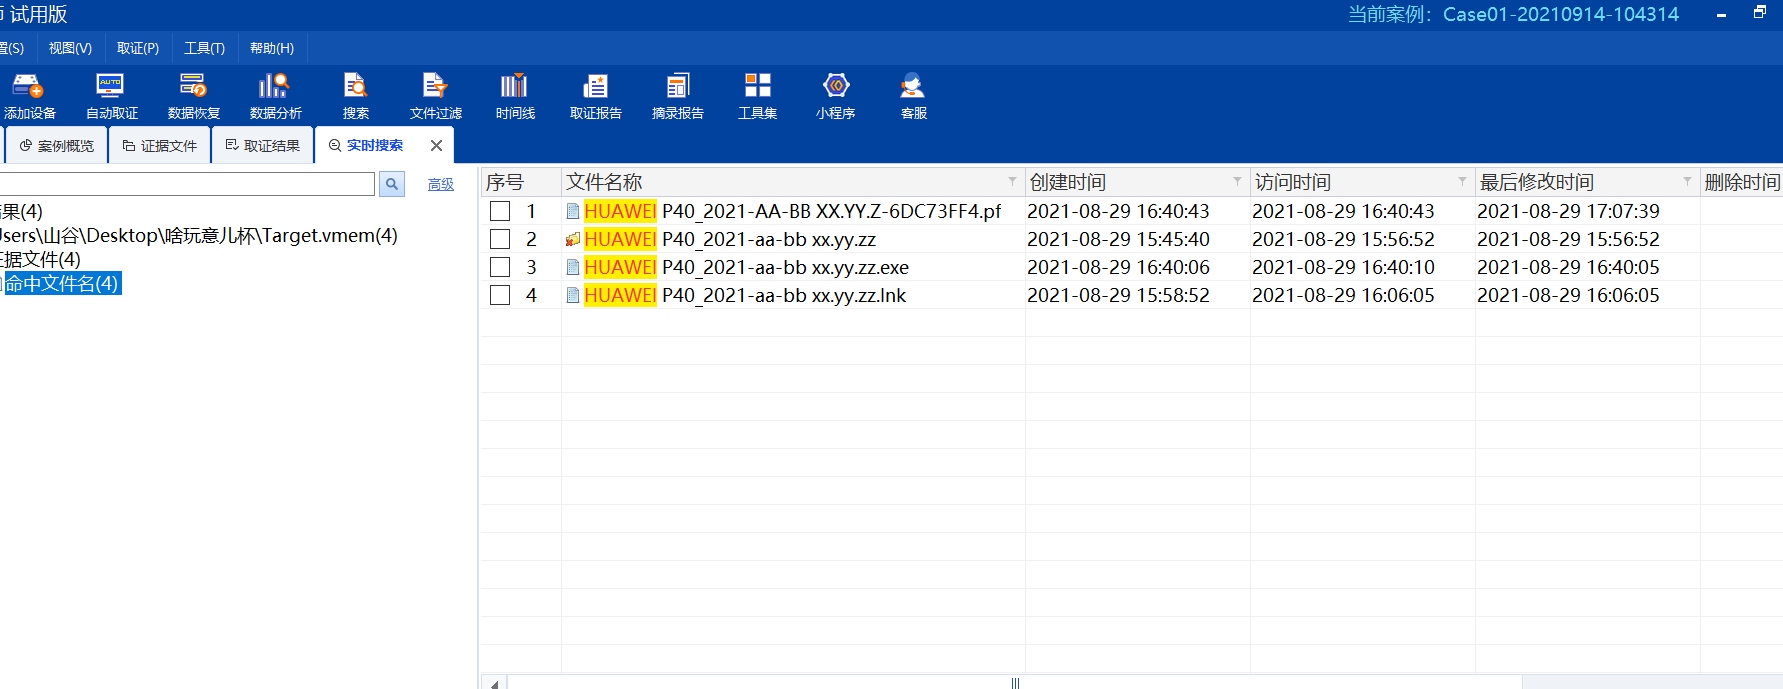 试用版
当前案例：Case01-20210914-104314
置(S) 视图(V) 取证(P) 工具(T) 帮助(H)
添加设备 自动取证 数据恢复 数据分析 搜索 文件过滤 时间线 取证报告 摘录报告 工具集 小程序 客服
案例概览 证据文件 取证结果 实时搜索
高级
果(4)
Users\山谷\Desktop\啥玩意儿杯\Target.vmem(4)
证据文件(4)
命中文件名(4)
序号 文件名称 创建时间 访问时间 最后修改时间 删除时间
1 HUAWEI P40_2021-AA-BB XX.YY.Z-6DC73FF4.pf 2021-08-29 16:40:43 2021-08-29 16:40:43 2021-08-29 17:07:39
2 HUAWEI P40_2021-aa-bb xx.yy.zz 2021-08-29 15:45:40 2021-08-29 15:56:52 2021-08-29 15:56:52
3 HUAWEI P40_2021-aa-bb xx.yy.zz.exe 2021-08-29 16:40:06 2021-08-29 16:40:10 2021-08-29 16:40:05
4 HUAWEI P40_2021-aa-bb xx.yy.zz.lnk 2021-08-29 15:58:52 2021-08-29 16:06:05 2021-08-29 16:06:05